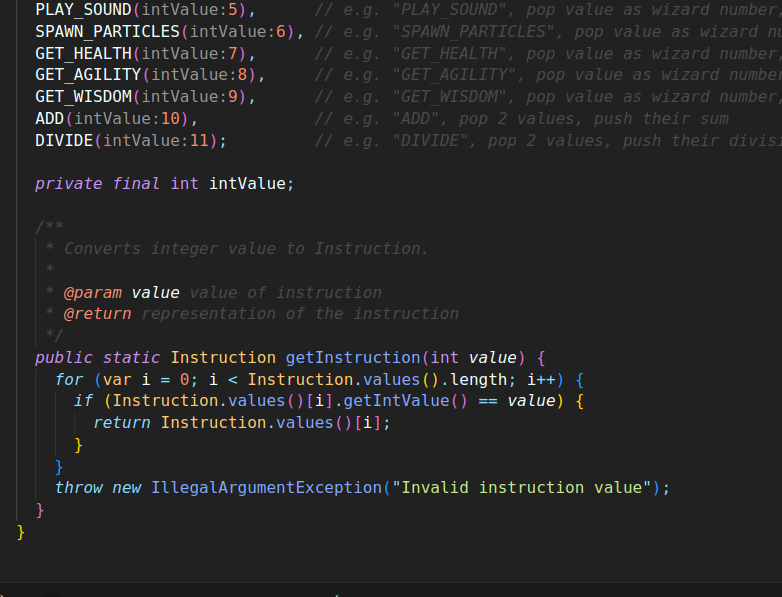 PLAY_SOUND(intValue:5),      // e.g. "PLAY_SOUND", pop value as wizard number,
SPAWN_PARTICLES(intValue:6), // e.g. "SPAWN_PARTICLES", pop value as wizard nu
GET_HEALTH(intValue:7),      // e.g. "GET_HEALTH", pop value as wizard number,
GET_AGILITY(intValue:8),     // e.g. "GET_AGILITY", pop value as wizard number
GET_WISDOM(intValue:9),      // e.g. "GET_WISDOM", pop value as wizard number,
ADD(intValue:10),            // e.g. "ADD", pop 2 values, push their sum
DIVIDE(intValue:11);         // e.g. "DIVIDE", pop 2 values, push their divisi
private final int intValue;
/**
 * Converts integer value to Instruction.
 *
 * @param value value of instruction
 * @return representation of the instruction
 */
public static Instruction getInstruction(int value) {
  for (var i = 0; i < Instruction.values().length; i++) {
    if (Instruction.values()[i].getIntValue() == value) {
      return Instruction.values()[i];
    }
  }
  throw new IllegalArgumentException("Invalid instruction value");
}
}